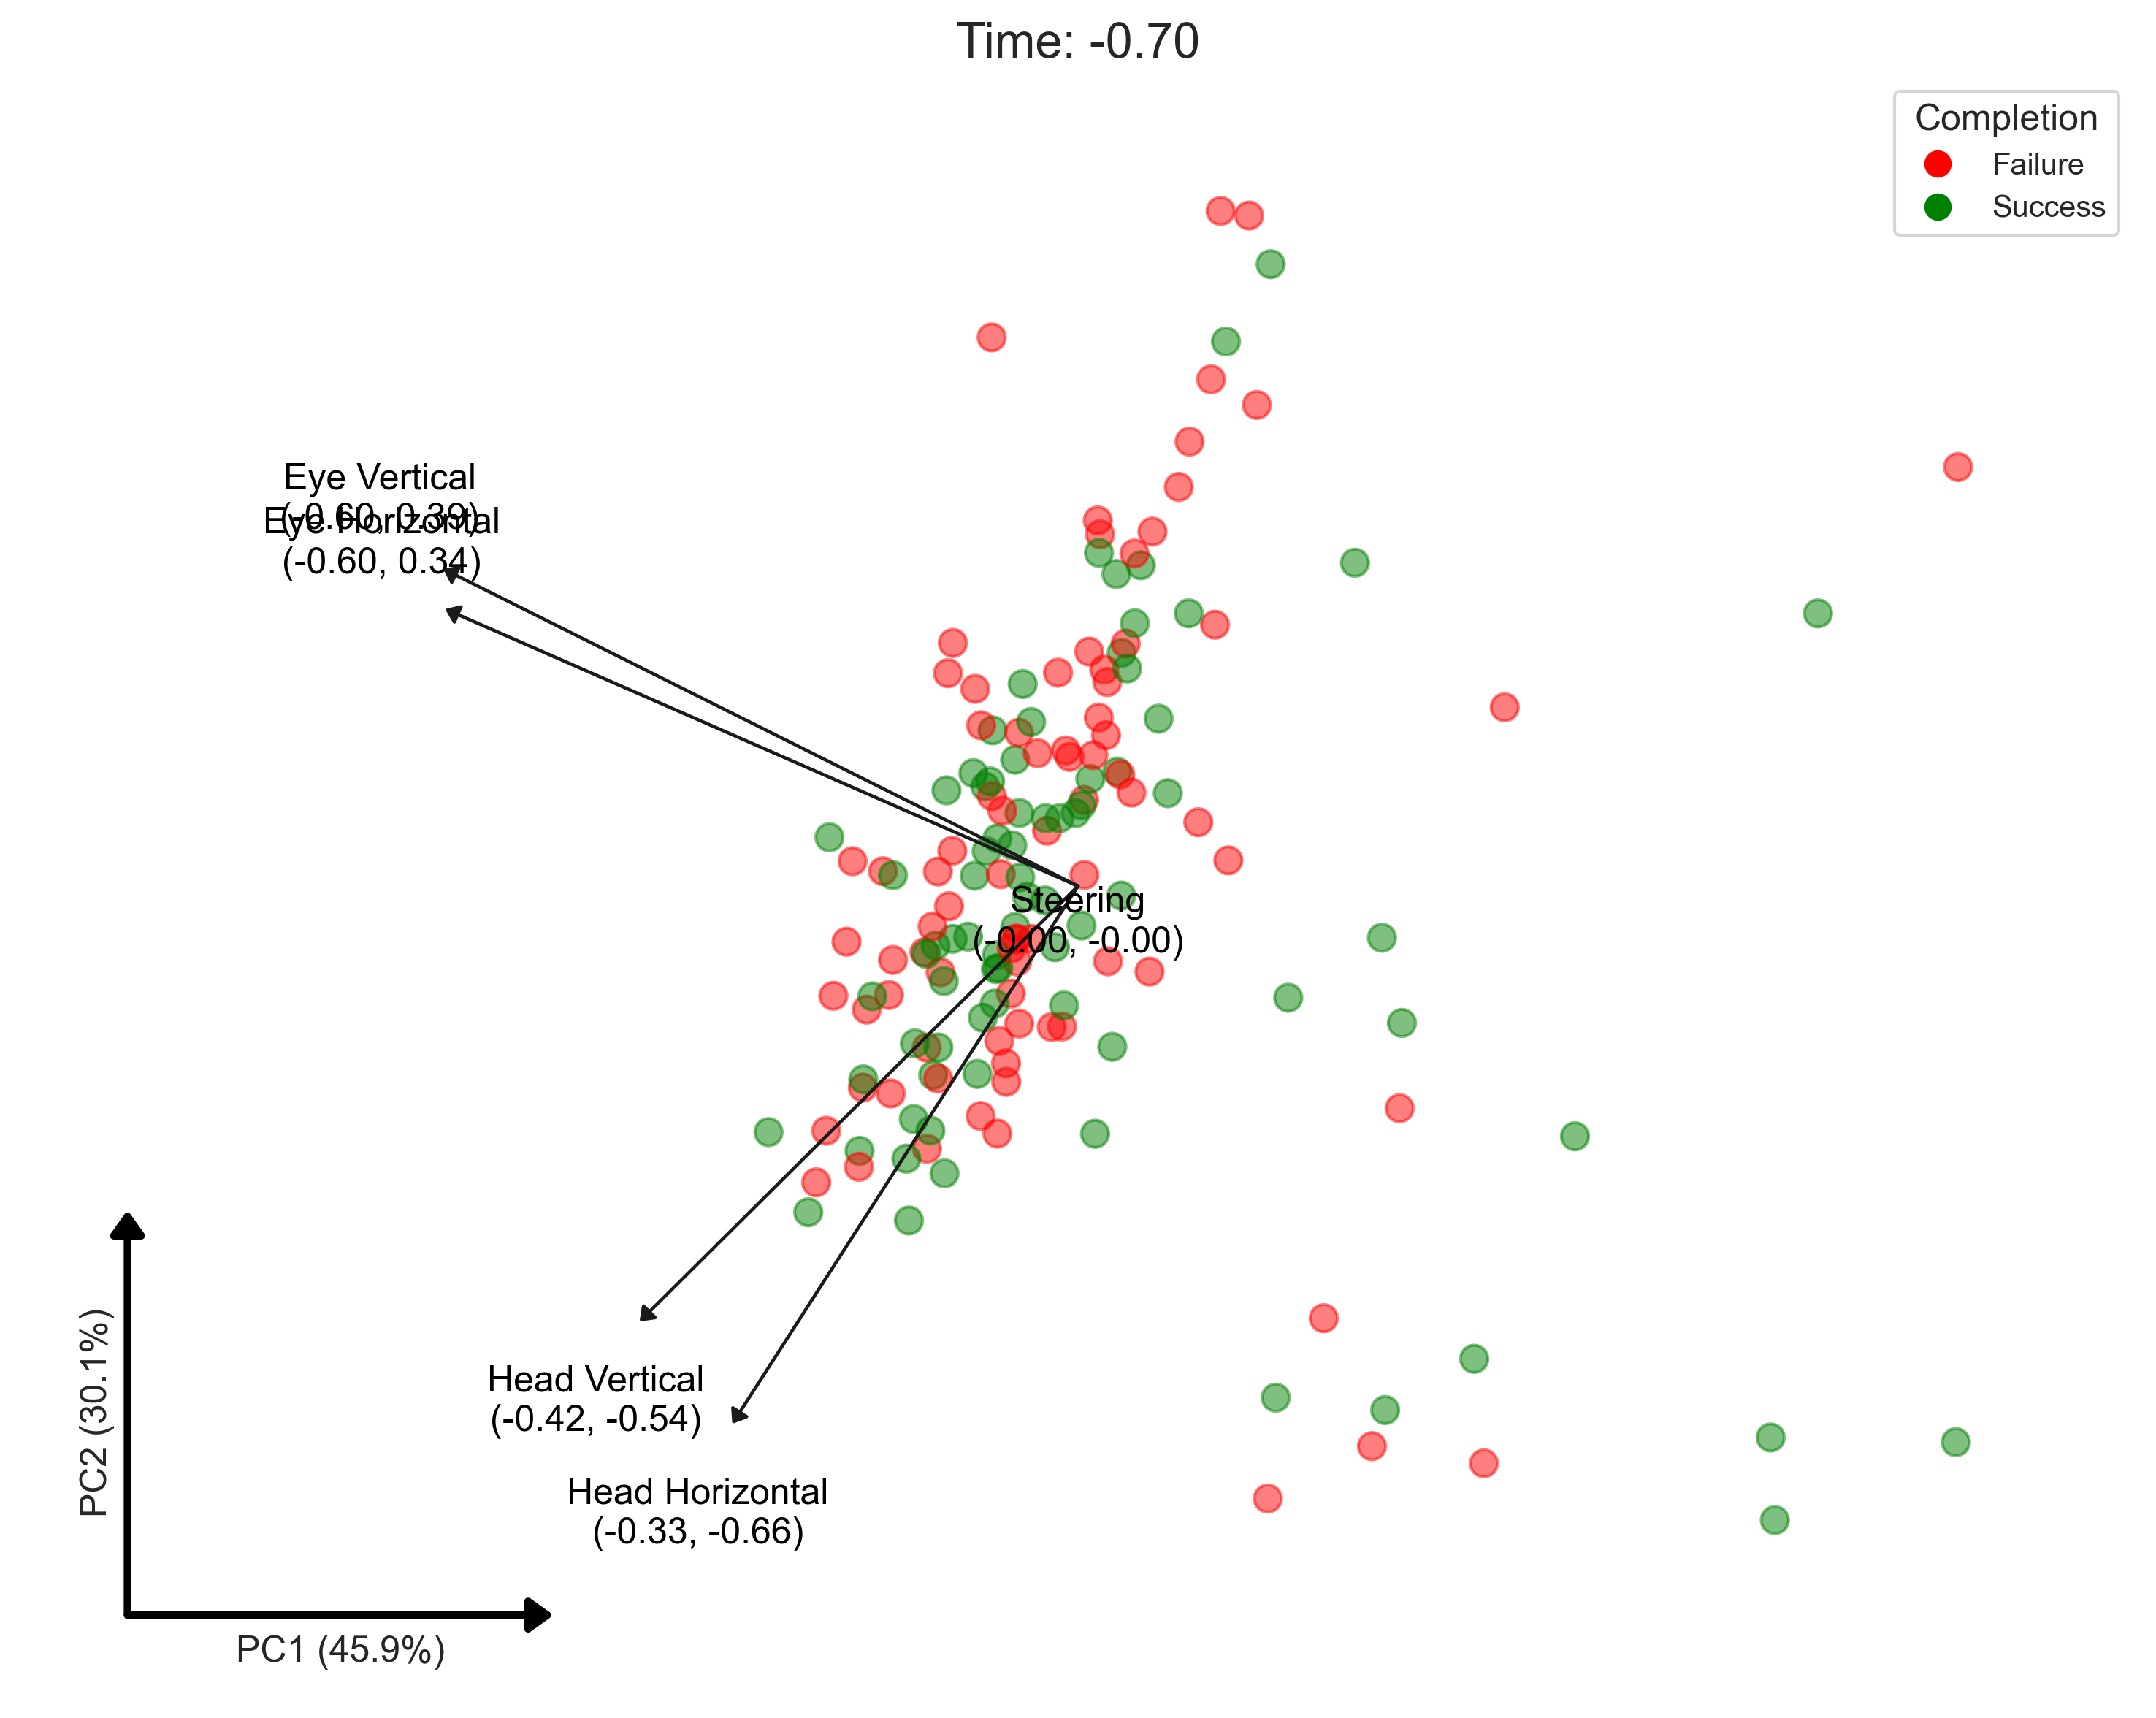 Time: -0.70
Completion
Failure
Success
Eye Vertical
(-0.60, 0.39)
Eye Horizontal
(-0.60, 0.34)
Steering
(-0.00, -0.00)
Head Vertical
(-0.42, -0.54)
Head Horizontal
(-0.33, -0.66)
PC2 (30.1%)
PC1 (45.9%)